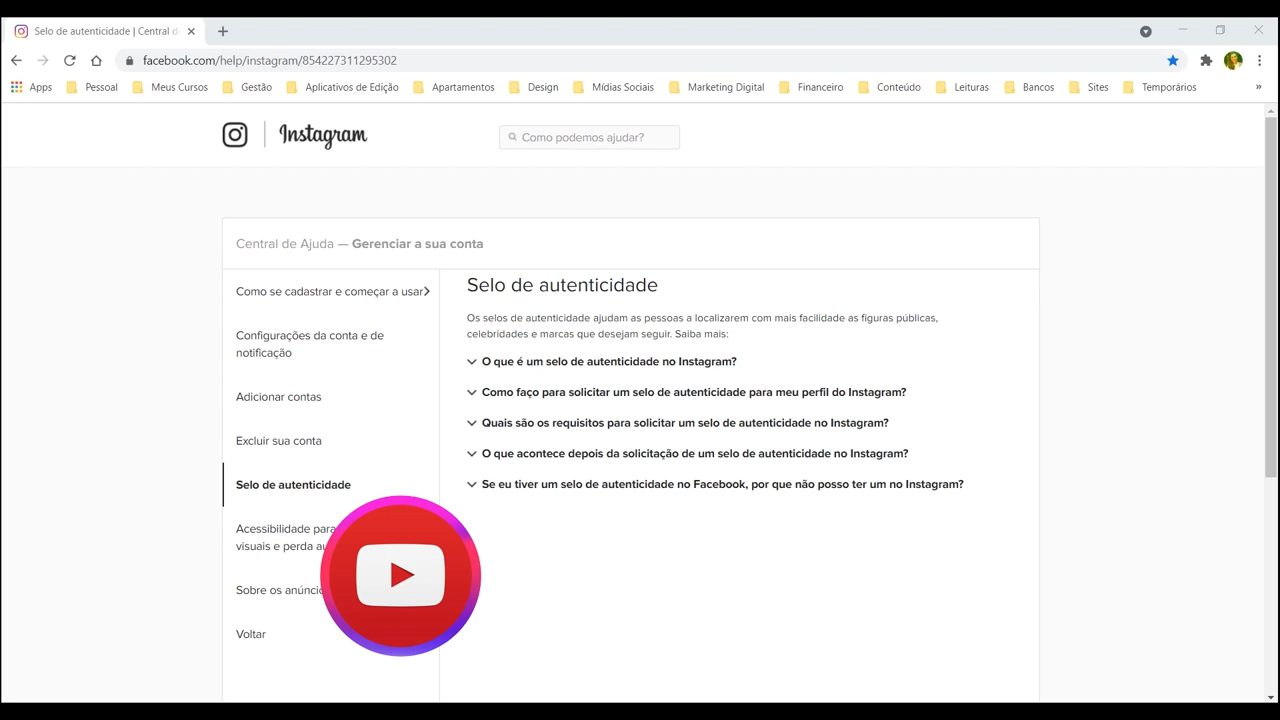 Selo de autenticidade | Central d
facebook.com/help/instagram/854227311295302
Apps Pessoal Meus Cursos Gestão Aplicativos de Edição Apartamentos Design Mídias Sociais Marketing Digital Financeiro Conteúdo Leituras Bancos Sites Temporários »
Instagram
Como podemos ajudar?
Central de Ajuda — Gerenciar a sua conta
Como se cadastrar e começar a usar
Configurações da conta e de
notificação
Adicionar contas
Excluir sua conta
Selo de autenticidade
Acessibilidade para
visuais e perda
Sobre os
Voltar
Selo de autenticidade
Os selos de autenticidade ajudam as pessoas a localizarem com mais facilidade as figuras públicas,
celebridades e marcas que desejam seguir. Saiba mais:
O que é um selo de autenticidade no Instagram?
Como faço para solicitar um selo de autenticidade para meu perfil do Instagram?
Quais são os requisitos para solicitar um selo de autenticidade no Instagram?
O que acontece depois da solicitação de um selo de autenticidade no Instagram?
Se eu tiver um selo de autenticidade no Facebook, por que não posso ter um no Instagram?